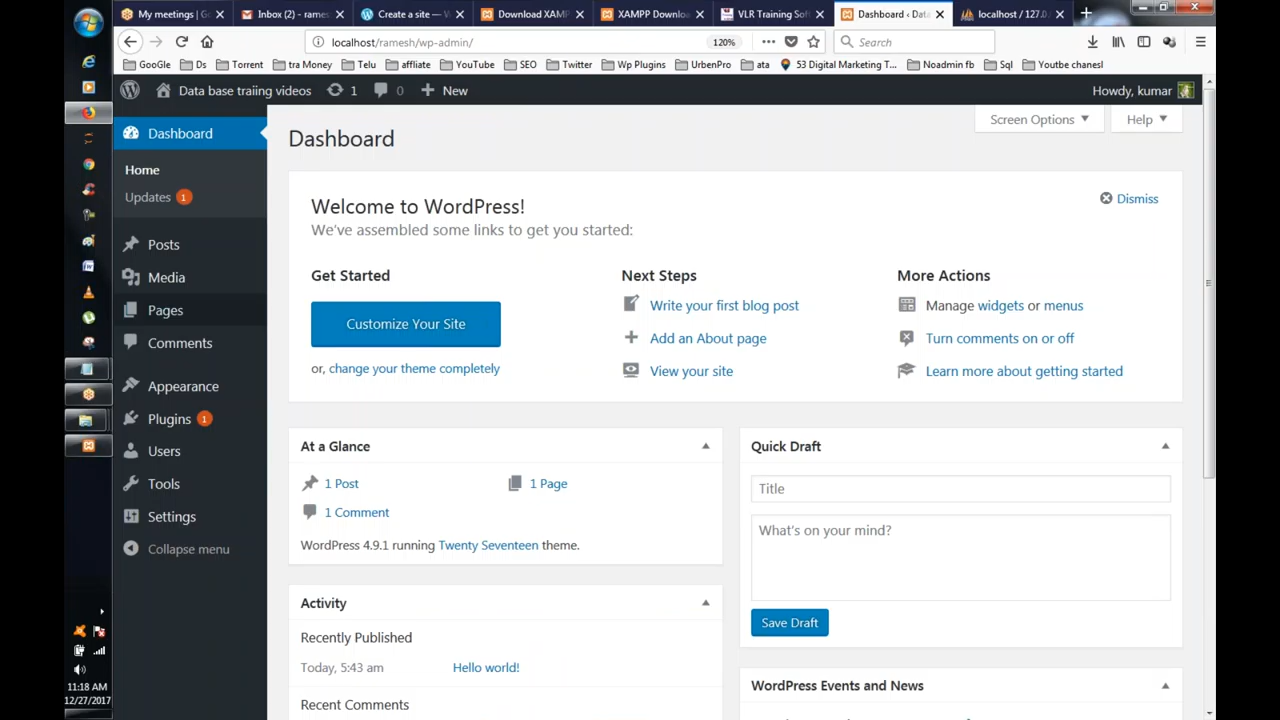 My meetings | G
Inbox (2) – rames
Create a site — W
Download XAMP
XAMPP Downloa
VLR Training Sof
Dashboard ‹ Data
localhost / 127.0.
localhost/ramesh/wp-admin/
120%
Search
GooGle
Ds
Torrent
tra Money
Telu
affliate
YouTube
SEO
Twitter
Wp Plugins
UrbenPro
ata
53 Digital Marketing T...
Noadmin fb
Sql
Youtbe chanesl
Data base traiing videos
1
0
New
Howdy, kumar
Dashboard
Home
Updates 1
Posts
Media
Pages
Comments
Appearance
Plugins 1
Users
Tools
Settings
Collapse menu
Screen Options
Help
Dashboard
Welcome to WordPress!
We've assembled some links to get you started:
Dismiss
Get Started
Customize Your Site
or, change your theme completely
Next Steps
Write your first blog post
Add an About page
View your site
More Actions
Manage widgets or menus
Turn comments on or off
Learn more about getting started
At a Glance
1 Post
1 Page
1 Comment
WordPress 4.9.1 running Twenty Seventeen theme.
Activity
Recently Published
Today, 5:43 am
Hello world!
Recent Comments
Quick Draft
Title
What's on your mind?
Save Draft
WordPress Events and News
11:18 AM
12/27/2017